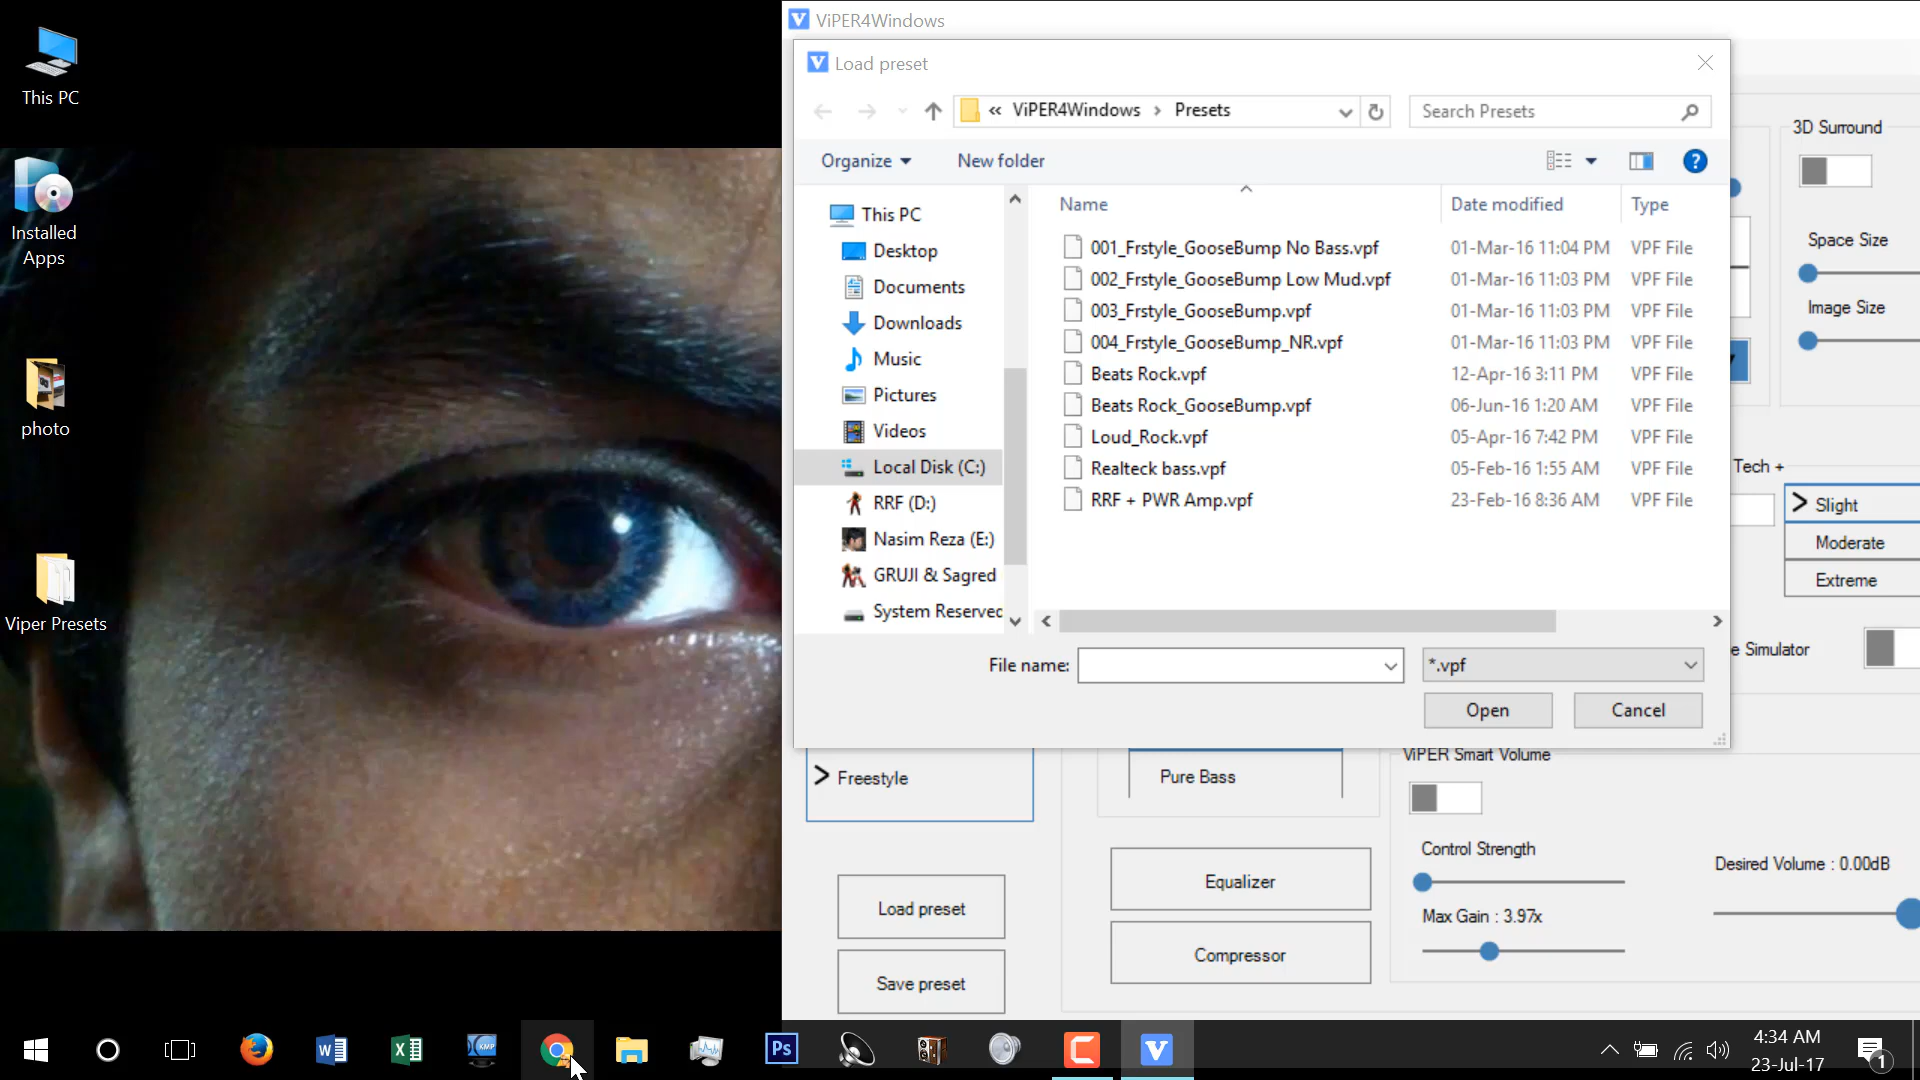 This PC
Installed
Apps
photo
Viper Presets
ViPER4Windows
Load preset
« ViPER4Windows > Presets
Search Presets
Organize
New folder
This PC
Desktop
Documents
Downloads
Music
Pictures
Videos
Local Disk (C:)
RRF (D:)
Nasim Reza (E:)
GRUJI & Sagred
System Reserved
Name Date modified Type
001_Frstyle_GooseBump No Bass.vpf 01-Mar-16 11:04 PM VPF File
002_Frstyle_GooseBump Low Mud.vpf 01-Mar-16 11:03 PM VPF File
003_Frstyle_GooseBump.vpf 01-Mar-16 11:03 PM VPF File
004_Frstyle_GooseBump_NR.vpf 01-Mar-16 11:03 PM VPF File
Beats Rock.vpf 12-Apr-16 3:11 PM VPF File
Beats Rock_GooseBump.vpf 06-Jun-16 1:20 AM VPF File
Loud_Rock.vpf 05-Apr-16 7:42 PM VPF File
Realteck bass.vpf 05-Feb-16 1:55 AM VPF File
RRF + PWR Amp.vpf 23-Feb-16 8:36 AM VPF File
File name:
*.vpf
Open
Cancel
3D Surround
Space Size
Image Size
Tech +
> Slight
Moderate
Extreme
e Simulator
> Freestyle
Load preset
Save preset
Pure Bass
Equalizer
Compressor
ViPER Smart Volume
Control Strength
Max Gain : 3.97x
Desired Volume : 0.00dB
KMP
Ps
4:34 AM
23-Jul-17
1